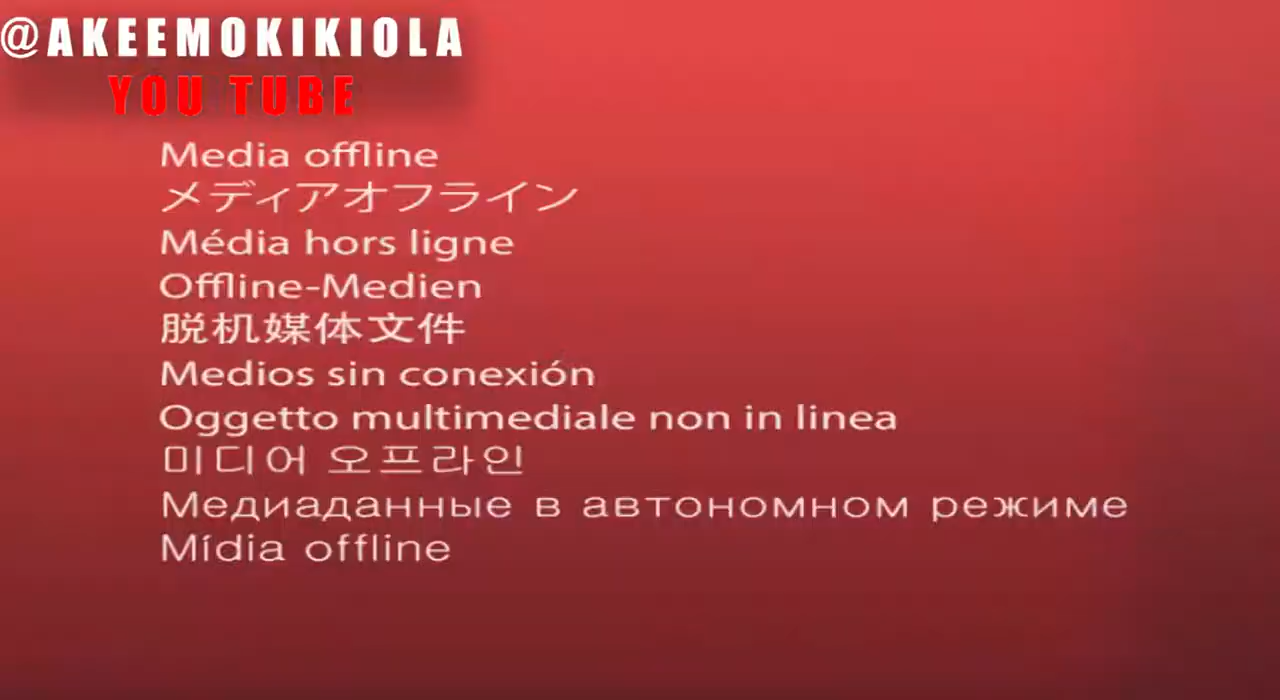 @AKEEMOKIKIOLA
YOU TUBE
Media offline
メディアオフライン
Média hors ligne
Offline-Medien
脱机媒体文件
Medios sin conexión
Oggetto multimediale non in linea
미디어 오프라인
Медиаданные в автономном режиме
Mídia offline